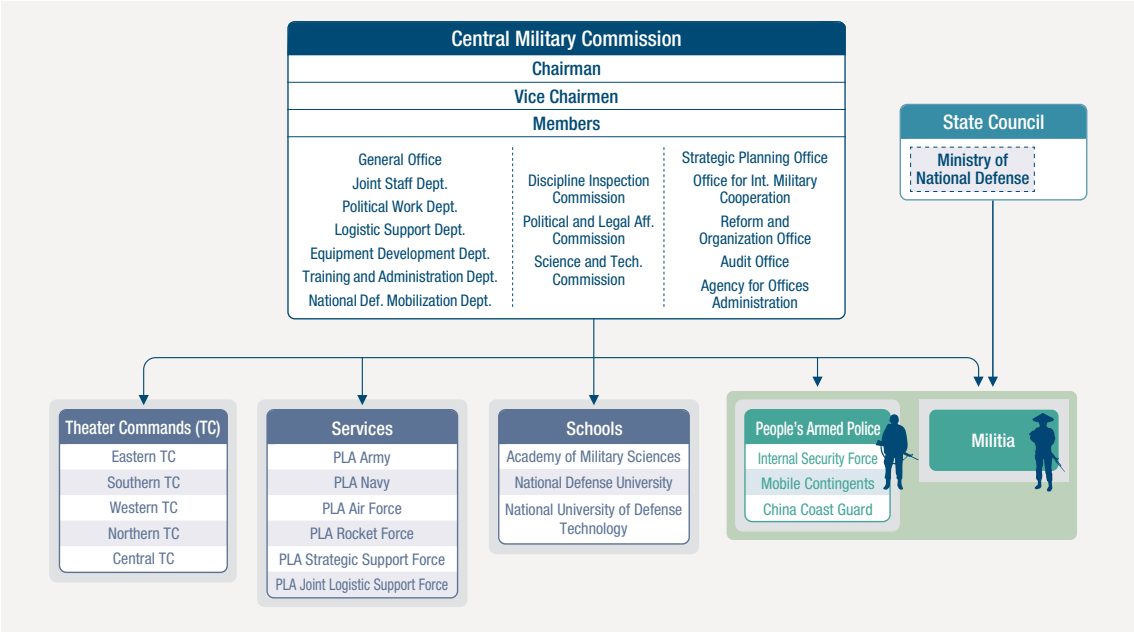 Central Military Commission
Chairman
Vice Chairmen
Members
General Office
Joint Staff Dept.
Political Work Dept.
Logistic Support Dept.
Equipment Development Dept.
Training and Administration Dept.
National Def. Mobilization Dept.
Discipline Inspection
Commission
Political and Legal Aff.
Commission
Science and Tech.
Commission
Strategic Planning Office
Office for Int. Military
Cooperation
Reform and
Organization Office
Audit Office
Agency for Offices
Administration
State Council
Ministry of
National Defense
Theater Commands (TC)
Eastern TC
Southern TC
Western TC
Northern TC
Central TC
Services
PLA Army
PLA Navy
PLA Air Force
PLA Rocket Force
PLA Strategic Support Force
PLA Joint Logistic Support Force
Schools
Academy of Military Sciences
National Defense University
National University of Defense
Technology
People's Armed Police
Internal Security Force
Mobile Contingents
China Coast Guard
Militia